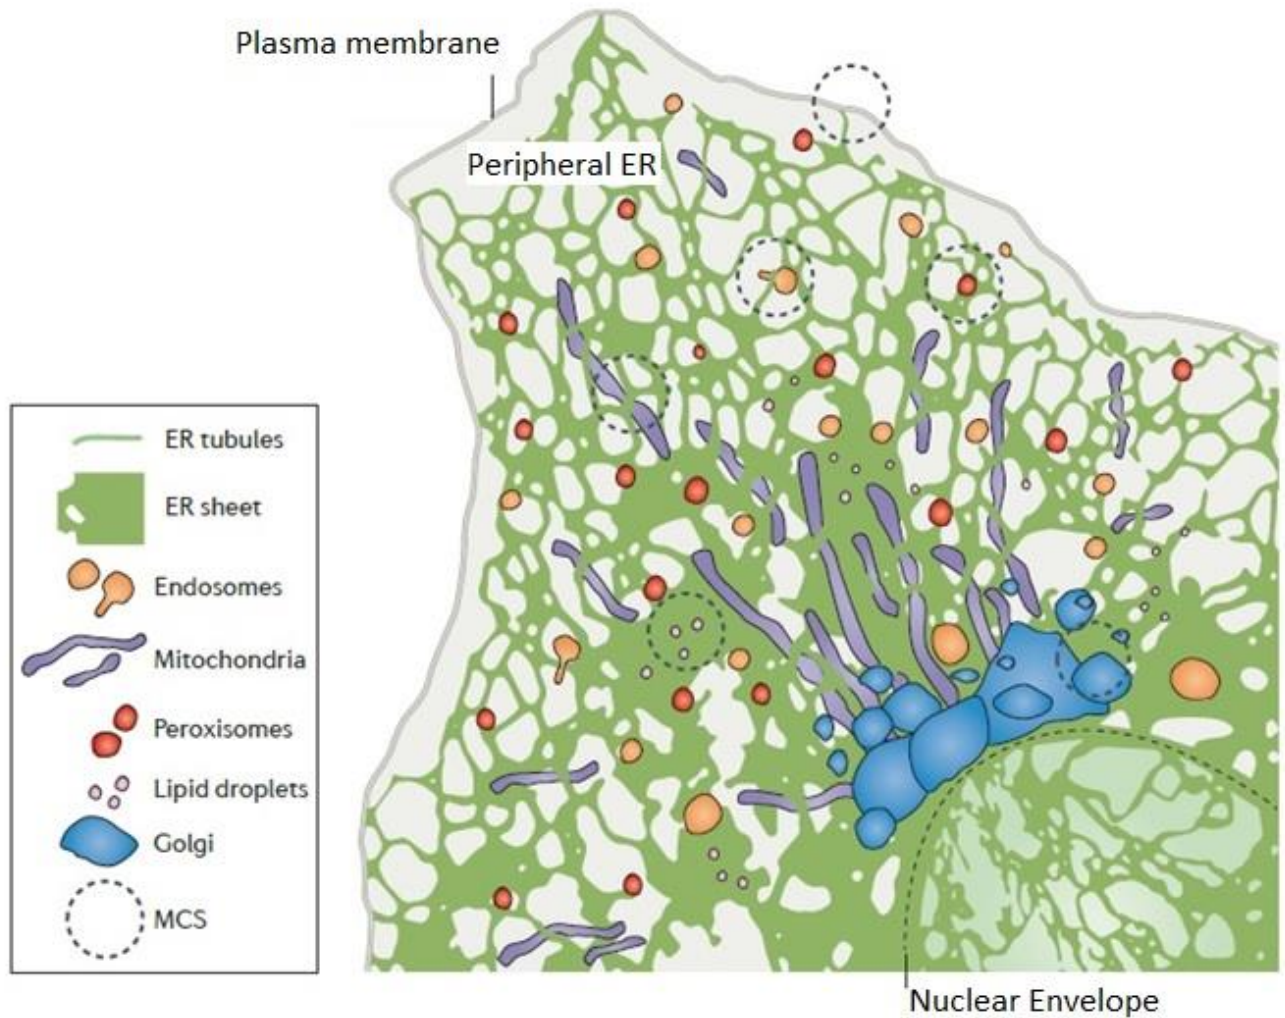 Plasma membrane
Peripheral ER
ER tubules
ER sheet
Endosomes
Mitochondria
Peroxisomes
Lipid droplets
Golgi
MCS
Nuclear Envelope